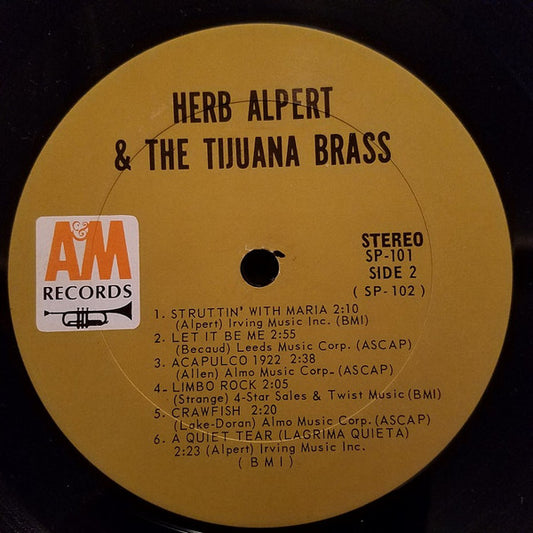 HERB ALPERT
& THE TIJUANA BRASS
A&M
RECORDS
STEREO
SP-101
SIDE 2
( SP-102 )
1. STRUTTIN' WITH MARIA 2:10
(Alpert) Irving Music Inc. (BMI)
2. LET IT BE ME 2:55
(Becaud) Leeds Music Corp. (ASCAP)
3. ACAPULCO 1922 2:38
(Allen) Almo Music Corp. (ASCAP)
4. LIMBO ROCK 2:05
(Strange) 4-Star Sales & Twist Music (BMI)
5. CRAWFISH 2:20
(Lake-Doran) Almo Music Corp. (ASCAP)
6. A QUIET TEAR (LAGRIMA QUIETA)
2:23 (Alpert) Irving Music Inc.
( B M I )